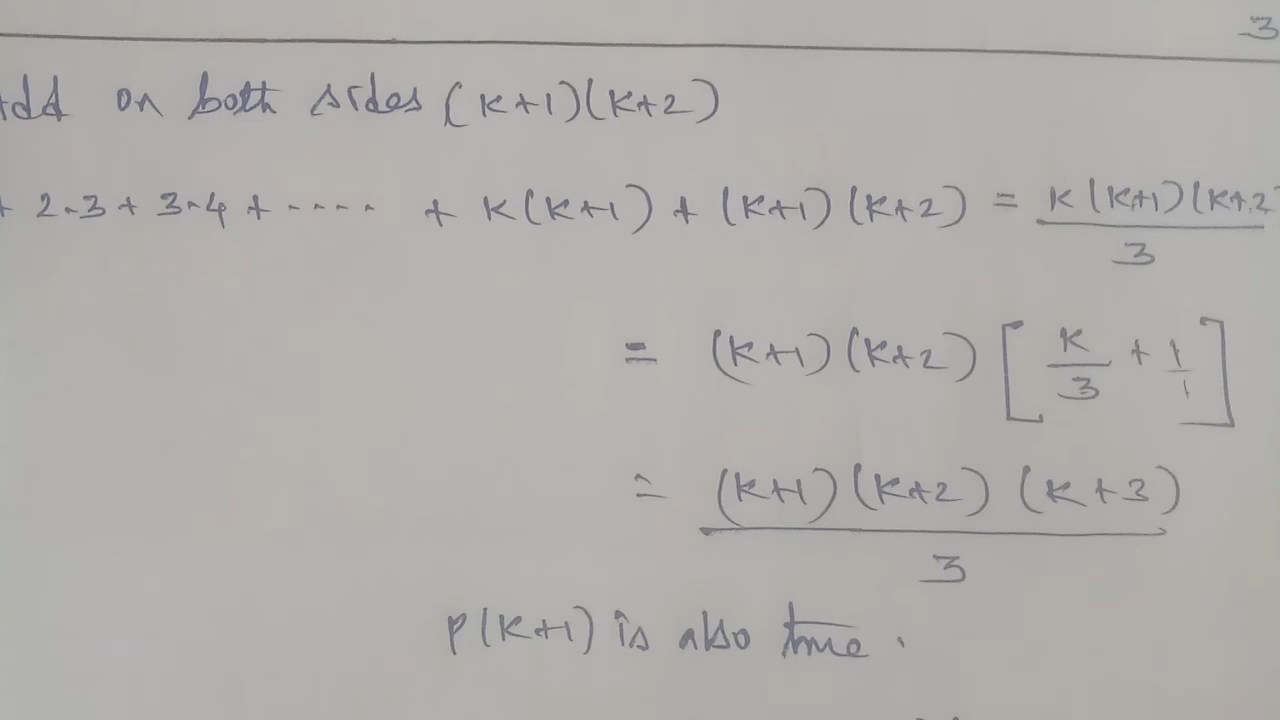 3
dd on both sides (K+1)(K+2)
+ 2.3 + 3.4 + ..... + K(K+1) + (K+1)(K+2) = K(K+1)(K+2 / 3
= (K+1)(K+2) [ K/3 + 1/1 ]
= (K+1)(K+2)(K+3) / 3
P(K+1) is also true.